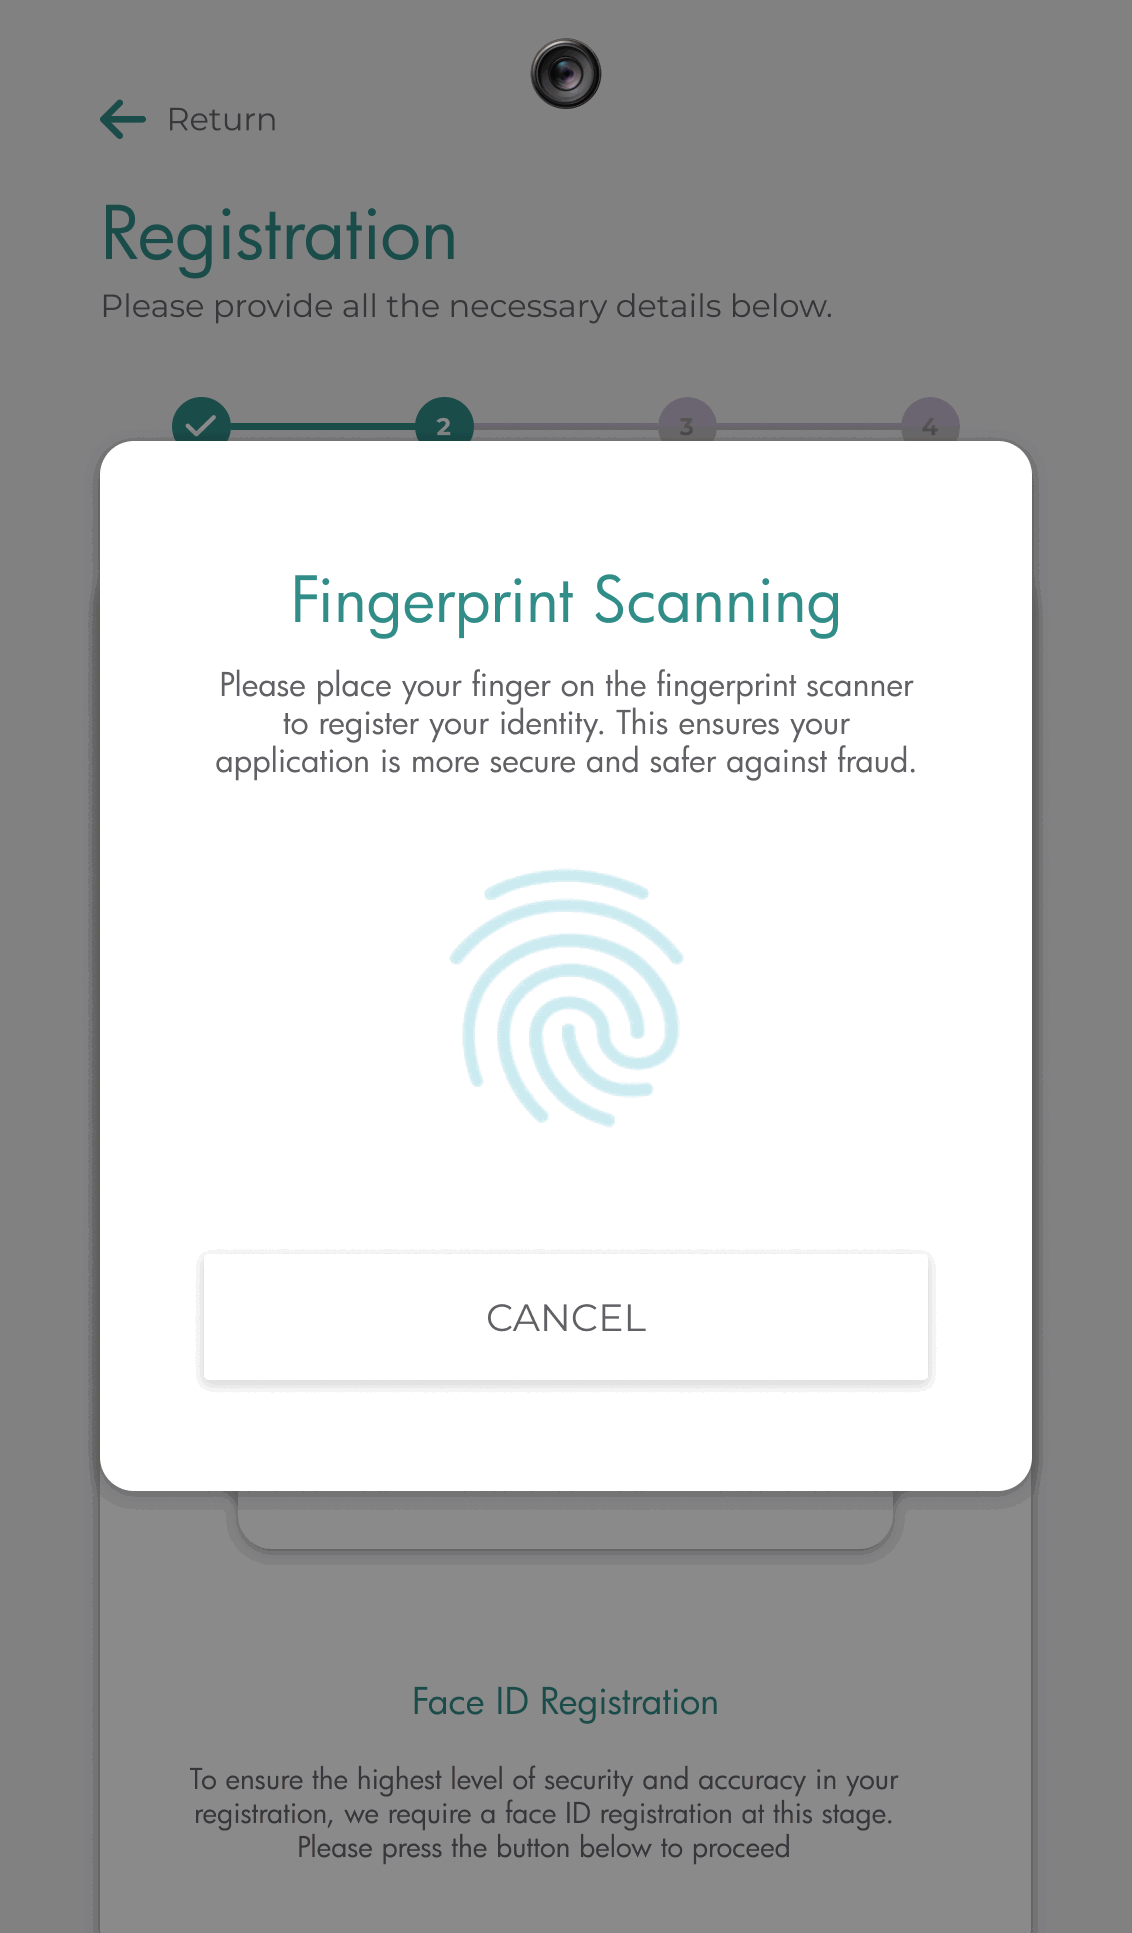 Return
Registration
Please provide all the necessary details below.
2
3
4
Fingerprint Scanning
Please place your finger on the fingerprint scanner
to register your identity. This ensures your
application is more secure and safer against fraud.
CANCEL
Face ID Registration
To ensure the highest level of security and accuracy in your
registration, we require a face ID registration at this stage.
Please press the button below to proceed